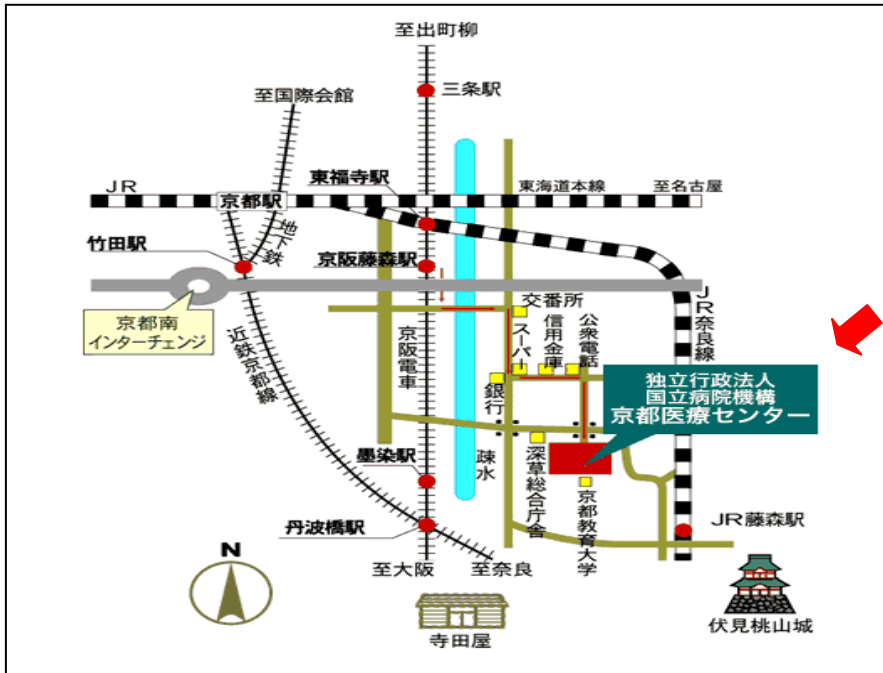 至出町柳
三条駅
至国際会館
東福寺駅
JR
東海道本線
至名古屋
京都駅
地下鉄
竹田駅
京阪藤森駅
京都南
インターチェンジ
近鉄京都線
京阪電車
交番所
スーパー
信用金庫
公衆電話
JR奈良線
銀行
独立行政法人
国立病院機構
京都医療センター
墨染駅
疎水
深草総合庁舎
京都教育大学
丹波橋駅
JR藤森駅
N
至大阪
至奈良
寺田屋
伏見桃山城